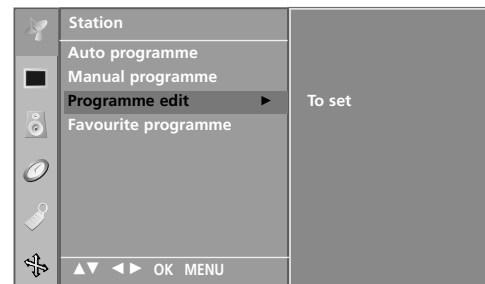 Station
Auto programme
Manual programme
Programme edit ► To set
Favourite programme
▲▼ ◄► OK MENU